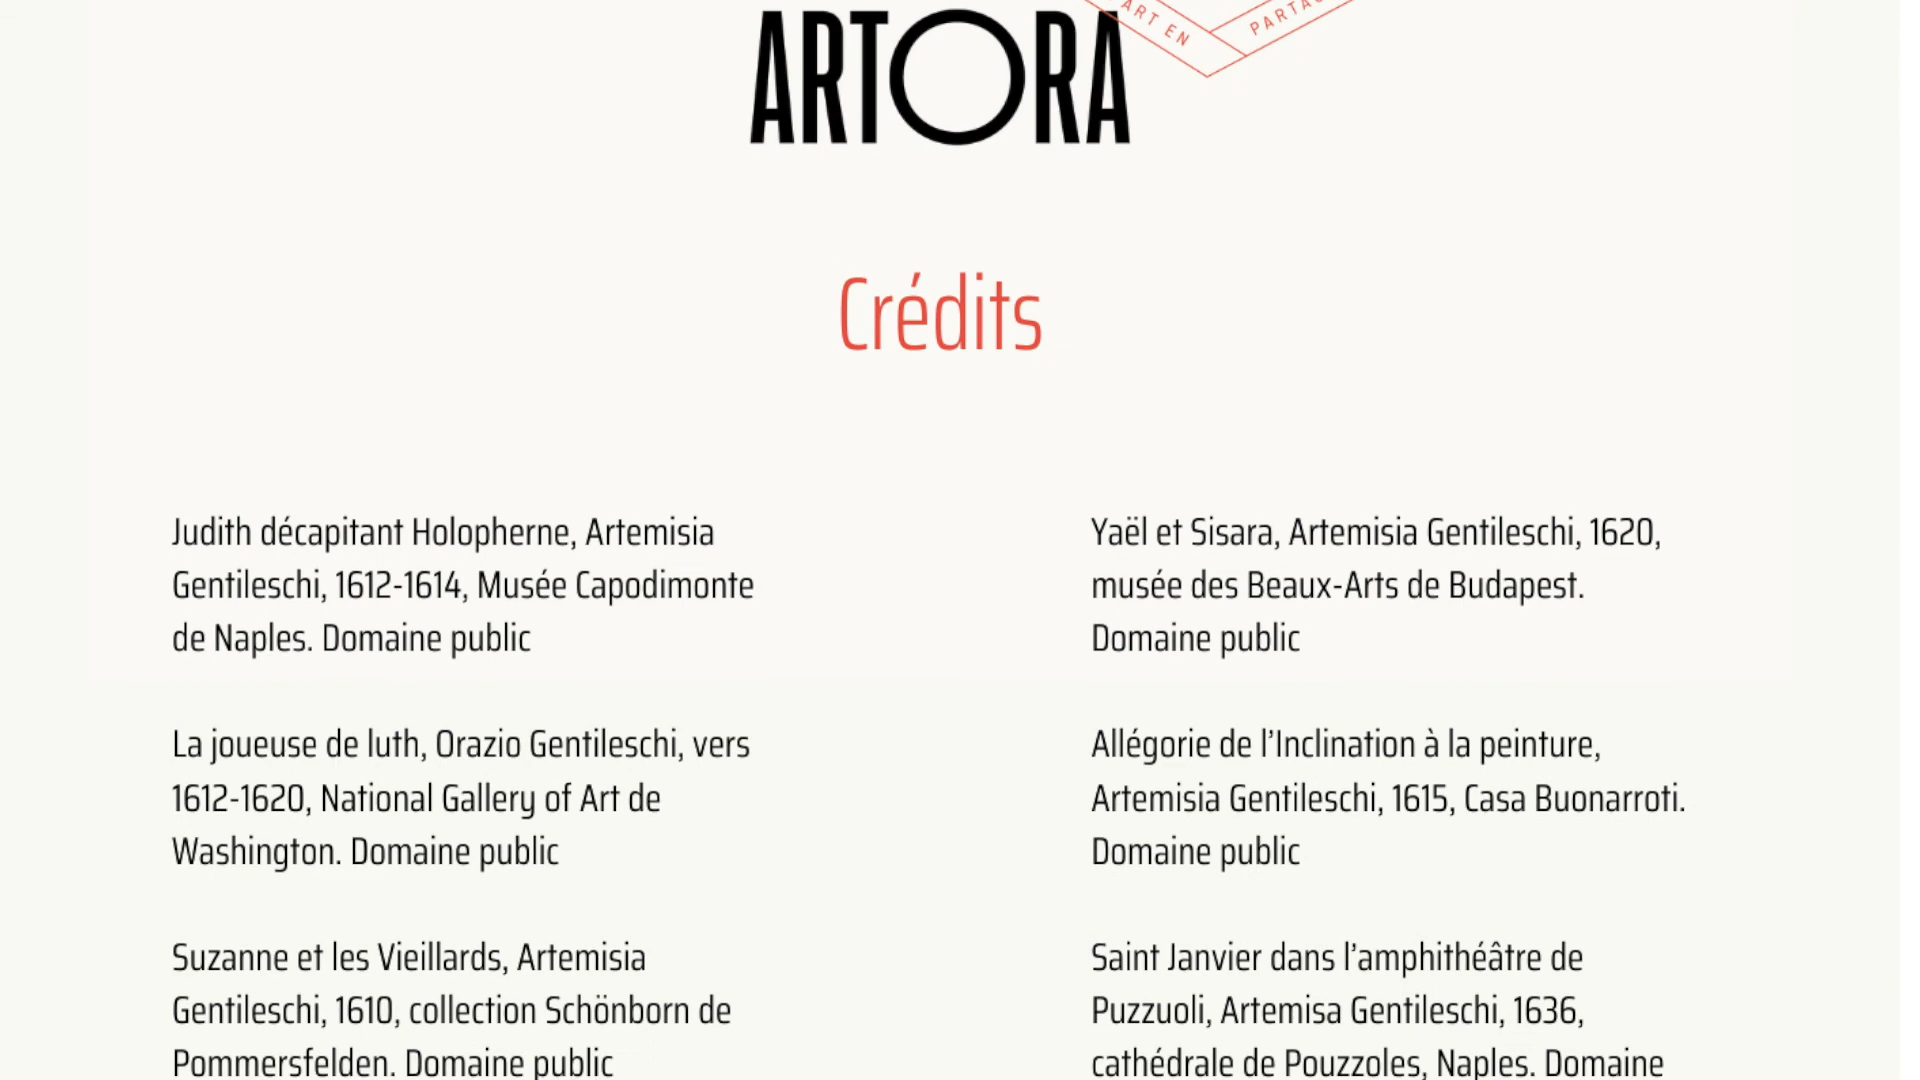 ARTORA
ART EN
Crédits
Judith décapitant Holopherne, Artemisia
Gentileschi, 1612-1614, Musée Capodimonte
de Naples. Domaine public
La joueuse de luth, Orazio Gentileschi, vers
1612-1620, National Gallery of Art de
Washington. Domaine public
Suzanne et les Vieillards, Artemisia
Gentileschi, 1610, collection Schönborn de
Pommersfelden. Domaine public
Yaël et Sisara, Artemisia Gentileschi, 1620,
musée des Beaux-Arts de Budapest.
Domaine public
Allégorie de l’Inclination à la peinture,
Artemisia Gentileschi, 1615, Casa Buonarroti.
Domaine public
Saint Janvier dans l’amphithéâtre de
Puzzuoli, Artemisa Gentileschi, 1636,
cathédrale de Pouzzoles, Naples. Domaine